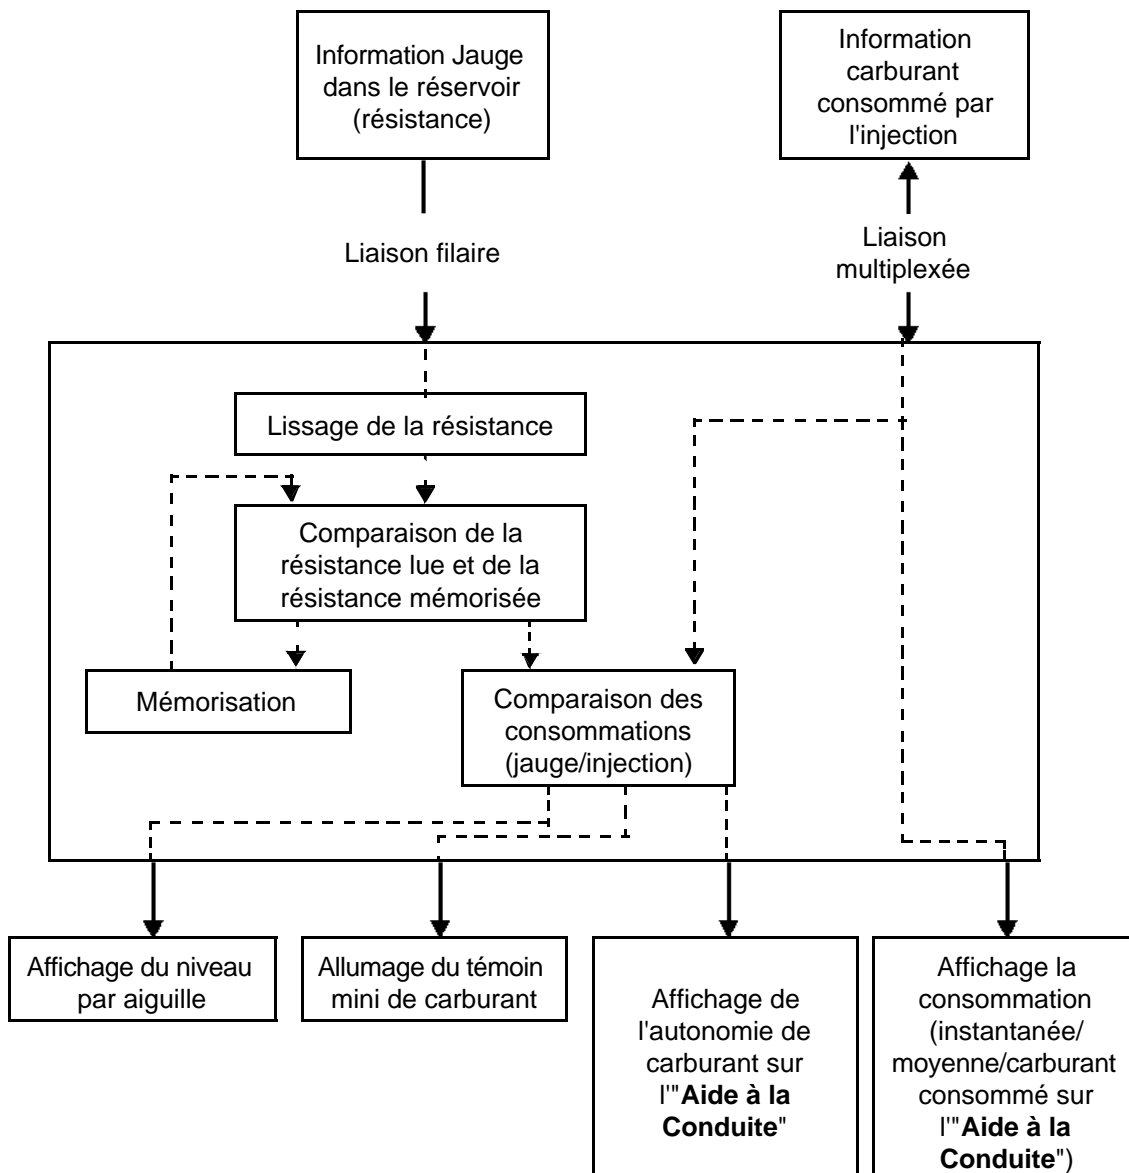 Information Jauge
dans le réservoir
(résistance)
Information
carburant
consommé par
l'injection
Liaison filaire
Liaison
multiplexée
Lissage de la résistance
Comparaison de la
résistance lue et de la
résistance mémorisée
Mémorisation
Comparaison des
consommations
(jauge/injection)
Affichage du niveau
par aiguille
Allumage du témoin
mini de carburant
Affichage de
l'autonomie de
carburant sur
l'"Aide à la
Conduite"
Affichage la
consommation
(instantanée/
moyenne/carburant
consommé sur
l'"Aide à la
Conduite")